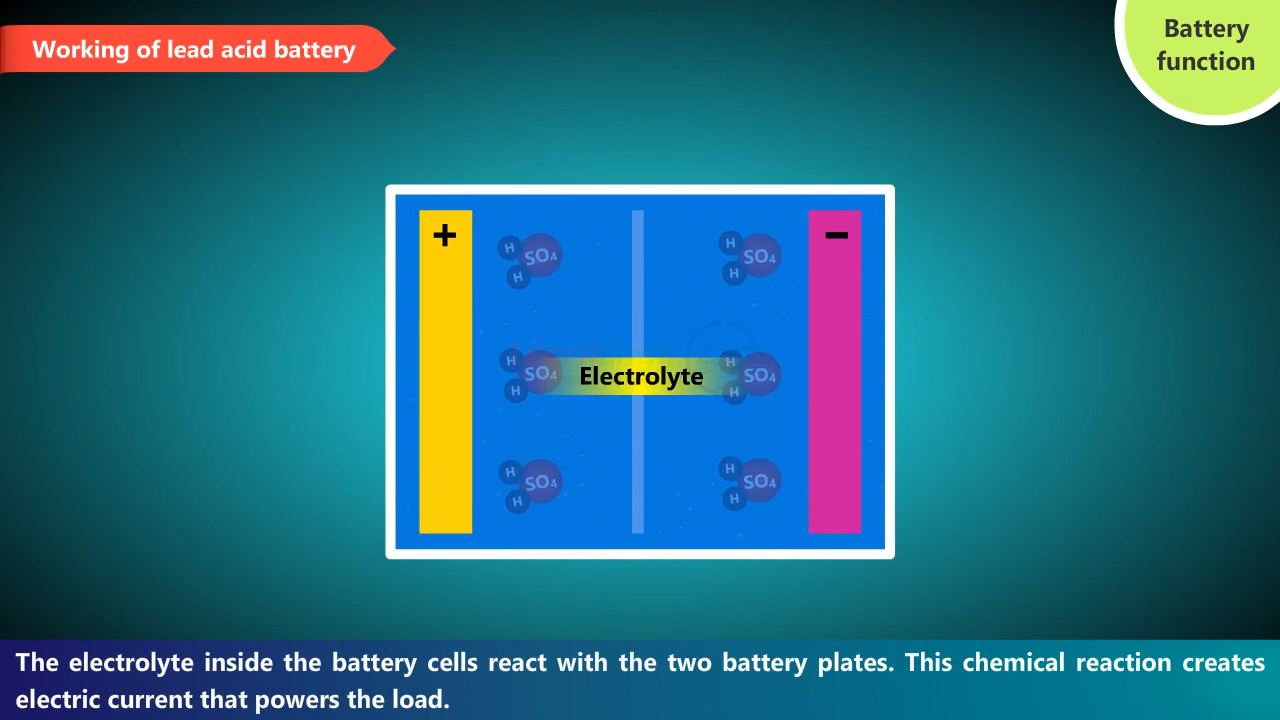 Working of lead acid battery
Battery
function
+
−
H
SO₄
H
H
SO₄
H
H
SO₄
H
Electrolyte
H
SO₄
H
H
SO₄
H
H
SO₄
H
The electrolyte inside the battery cells react with the two battery plates. This chemical reaction creates
electric current that powers the load.